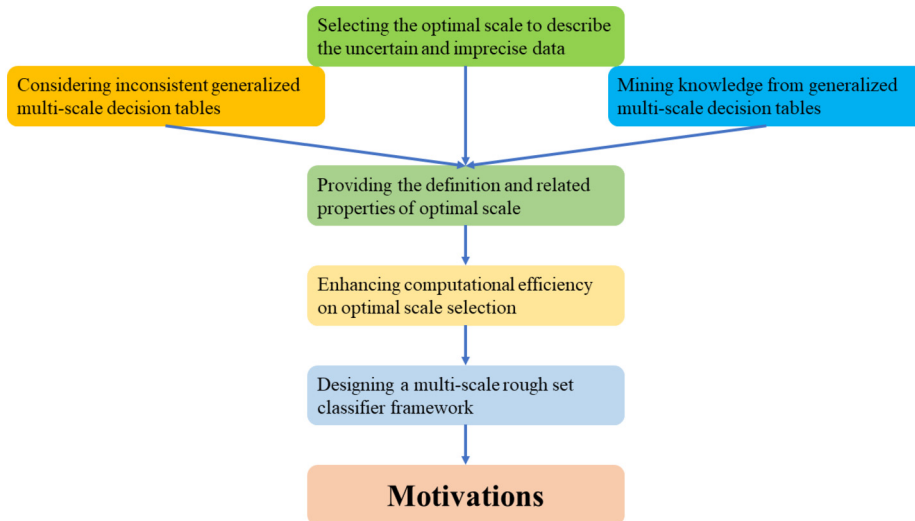 Selecting the optimal scale to describe
the uncertain and imprecise data
Considering inconsistent generalized
multi-scale decision tables
Mining knowledge from generalized
multi-scale decision tables
Providing the definition and related
properties of optimal scale
Enhancing computational efficiency
on optimal scale selection
Designing a multi-scale rough set
classifier framework
Motivations